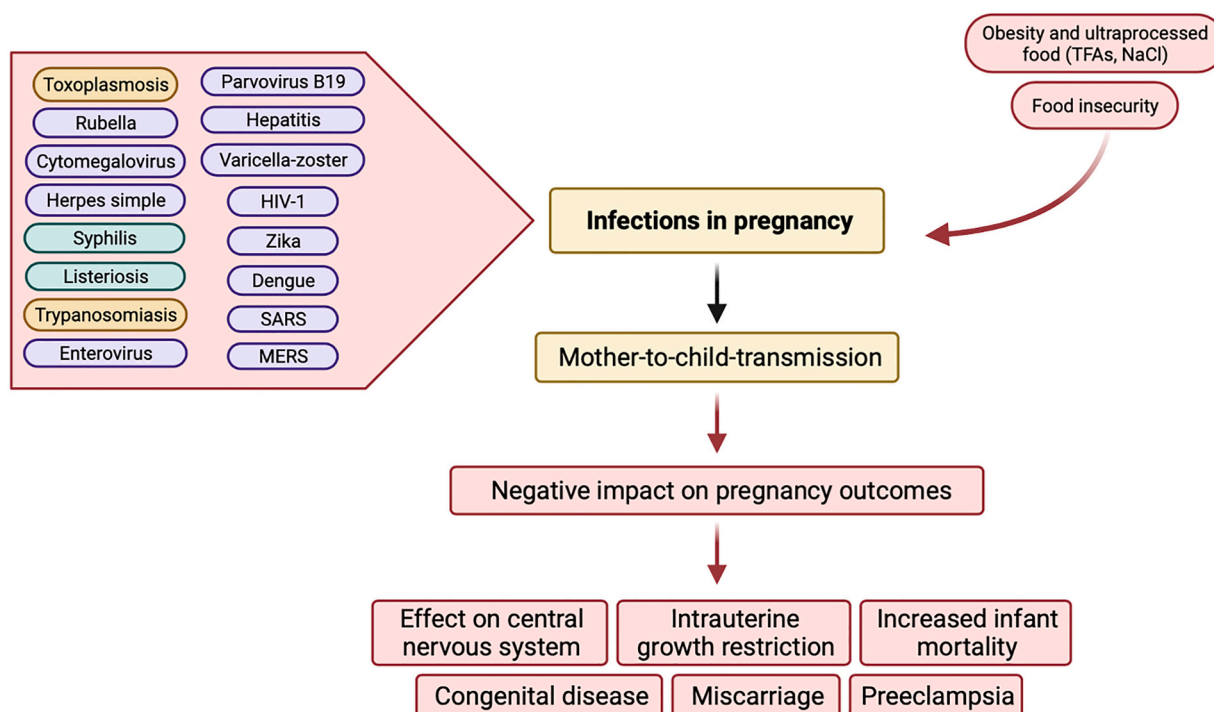 Toxoplasmosis
Rubella
Cytomegalovirus
Herpes simple
Syphilis
Listeriosis
Trypanosomiasis
Enterovirus
Parvovirus B19
Hepatitis
Varicella-zoster
HIV-1
Zika
Dengue
SARS
MERS
Obesity and ultraprocessed
food (TFAs, NaCl)
Food insecurity
Infections in pregnancy
Mother-to-child-transmission
Negative impact on pregnancy outcomes
Effect on central
nervous system
Intrauterine
growth restriction
Increased infant
mortality
Congenital disease
Miscarriage
Preeclampsia